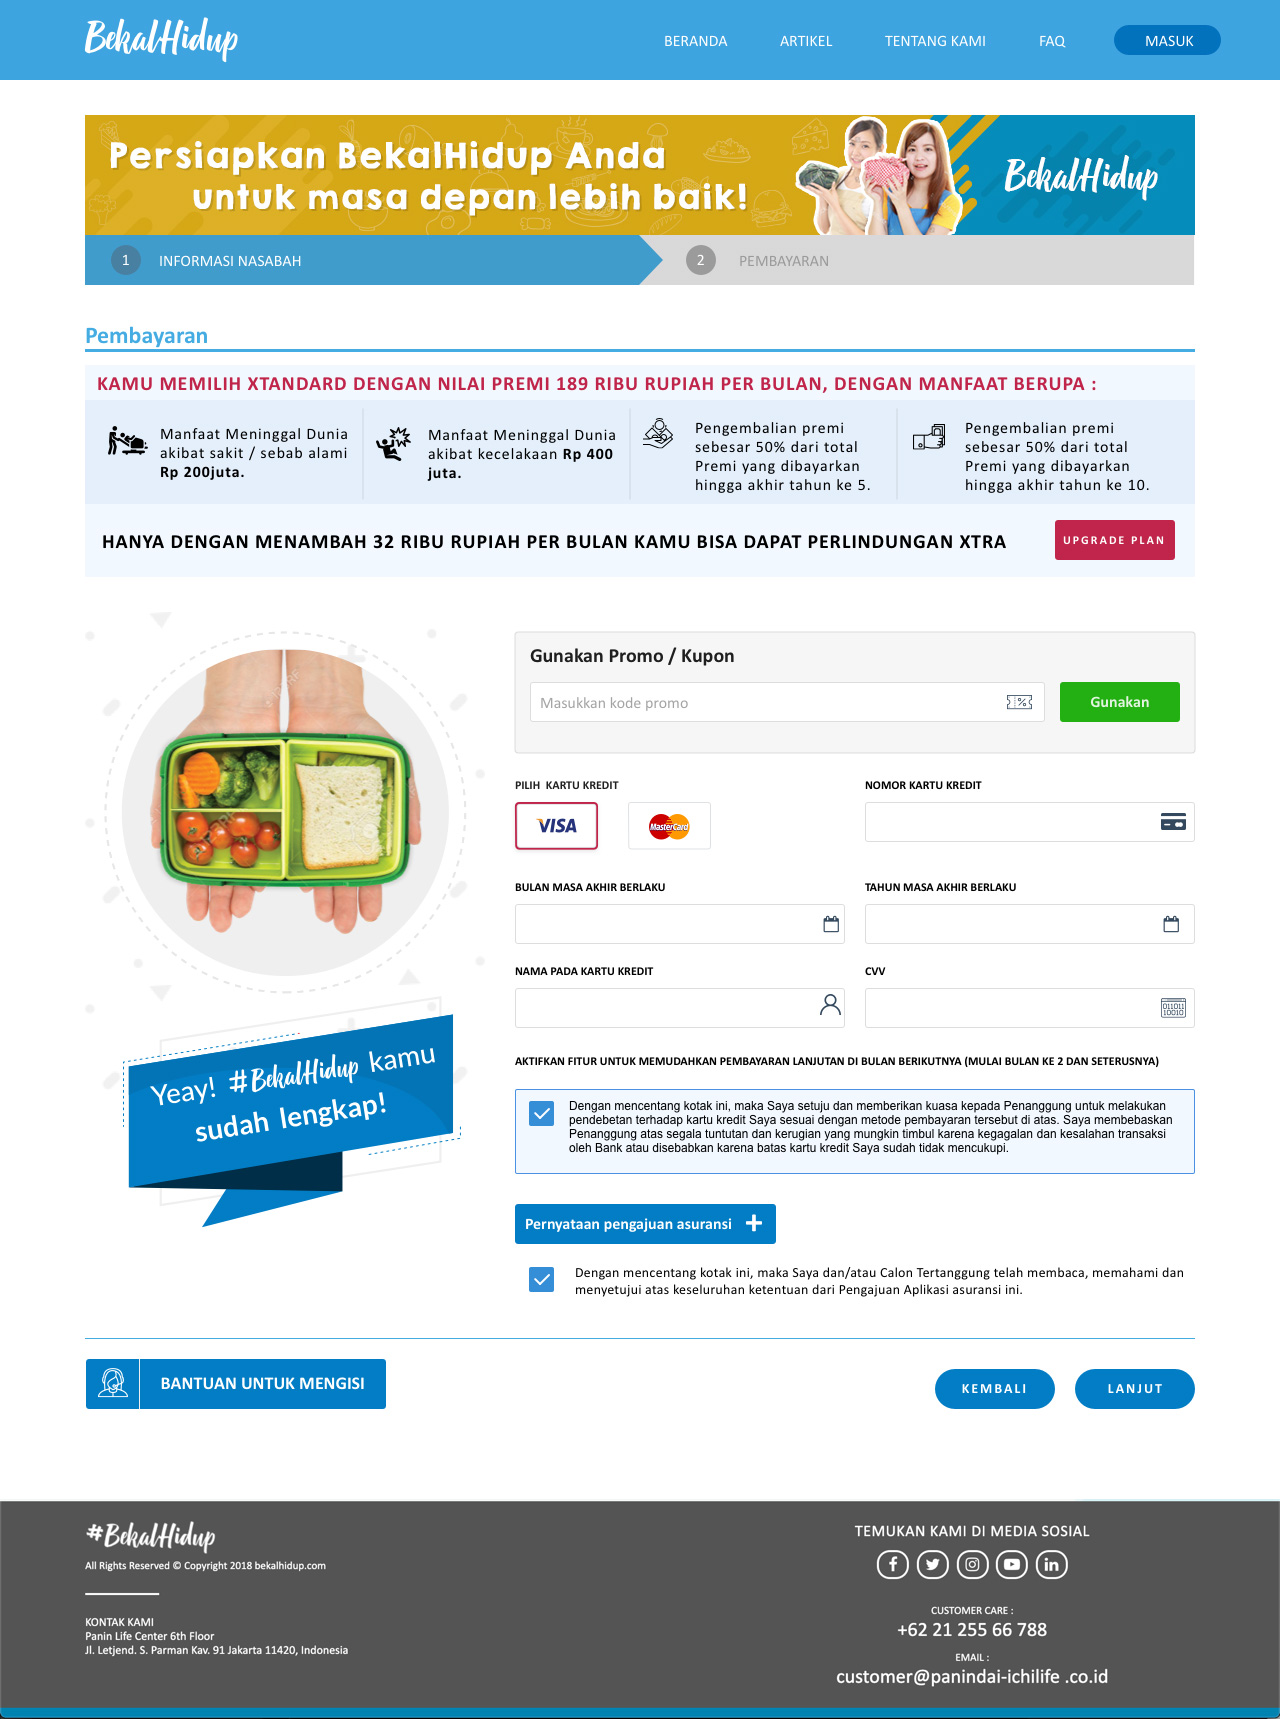 BekalHidup
BERANDA
ARTIKEL
TENTANG KAMI
FAQ
MASUK
Persiapkan BekalHidup Anda
untuk masa depan lebih baik!
BekalHidup
1
INFORMASI NASABAH
2
PEMBAYARAN
Pembayaran
KAMU MEMILIH XTANDARD DENGAN NILAI PREMI 189 RIBU RUPIAH PER BULAN, DENGAN MANFAAT BERUPA :
Manfaat Meninggal Dunia
akibat sakit / sebab alami
Rp 200juta.
Manfaat Meninggal Dunia
akibat kecelakaan Rp 400
juta.
Pengembalian premi
sebesar 50% dari total
Premi yang dibayarkan
hingga akhir tahun ke 5.
Pengembalian premi
sebesar 50% dari total
Premi yang dibayarkan
hingga akhir tahun ke 10.
HANYA DENGAN MENAMBAH 32 RIBU RUPIAH PER BULAN KAMU BISA DAPAT PERLINDUNGAN XTRA
UPGRADE PLAN
Gunakan Promo / Kupon
Masukkan kode promo
%
Gunakan
PILIH KARTU KREDIT
VISA
MasterCard
NOMOR KARTU KREDIT
BULAN MASA AKHIR BERLAKU
TAHUN MASA AKHIR BERLAKU
NAMA PADA KARTU KREDIT
CVV
011011
10010
Yeay! #BekalHidup kamu
sudah lengkap!
AKTIFKAN FITUR UNTUK MEMUDAHKAN PEMBAYARAN LANJUTAN DI BULAN BERIKUTNYA (MULAI BULAN KE 2 DAN SETERUSNYA)
Dengan mencentang kotak ini, maka Saya setuju dan memberikan kuasa kepada Penanggung untuk melakukan
pendebetan terhadap kartu kredit Saya sesuai dengan metode pembayaran tersebut di atas. Saya membebaskan
Penanggung atas segala tuntutan dan kerugian yang mungkin timbul karena kegagalan dan kesalahan transaksi
oleh Bank atau disebabkan karena batas kartu kredit Saya sudah tidak mencukupi.
Pernyataan pengajuan asuransi
Dengan mencentang kotak ini, maka Saya dan/atau Calon Tertanggung telah membaca, memahami dan
menyetujui atas keseluruhan ketentuan dari Pengajuan Aplikasi asuransi ini.
BANTUAN UNTUK MENGISI
KEMBALI
LANJUT
#BekalHidup
All Rights Reserved © Copyright 2018 bekalhidup.com
KONTAK KAMI
Panin Life Center 6th Floor
Jl. Letjend. S. Parman Kav. 91 Jakarta 11420, Indonesia
TEMUKAN KAMI DI MEDIA SOSIAL
CUSTOMER CARE :
+62 21 255 66 788
EMAIL :
customer@panindai-ichilife .co.id